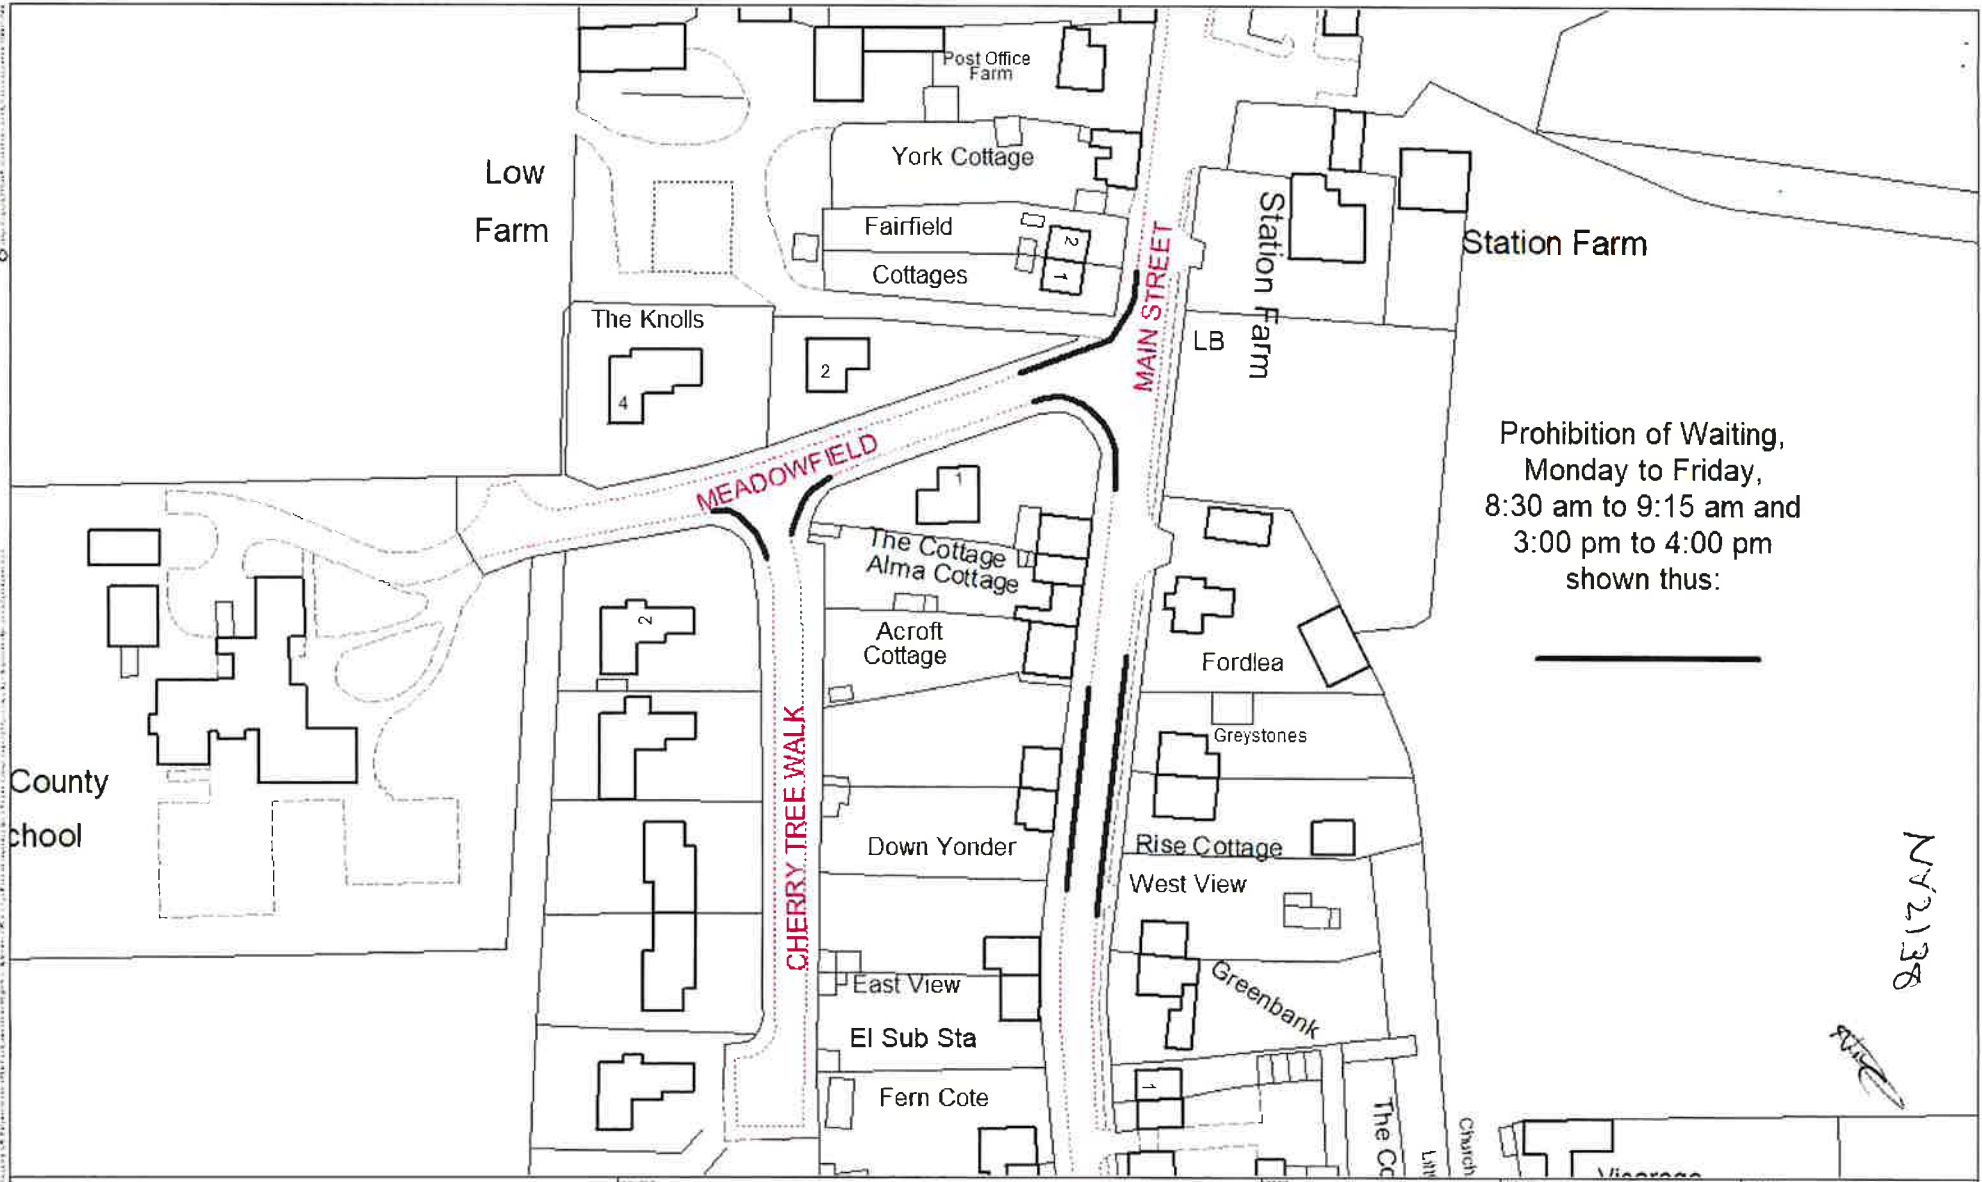 Post Office
Farm
York Cottage
Low
Farm
Fairfield
Cottages
2
1
MAIN STREET
Station Farm
Station Farm
The Knolls
LB
2
4
MEADOWFIELD
1
Prohibition of Waiting,
Monday to Friday,
8:30 am to 9:15 am and
3:00 pm to 4:00 pm
shown thus:
The Cottage
Alma Cottage
2
Acroft
Cottage
Fordlea
Greystones
CHERRY TREE WALK
County
chool
Down Yonder
Rise Cottage
West View
NY2138
East View
Greenbank
El Sub Sta
Fern Cote
1
The Co
Church